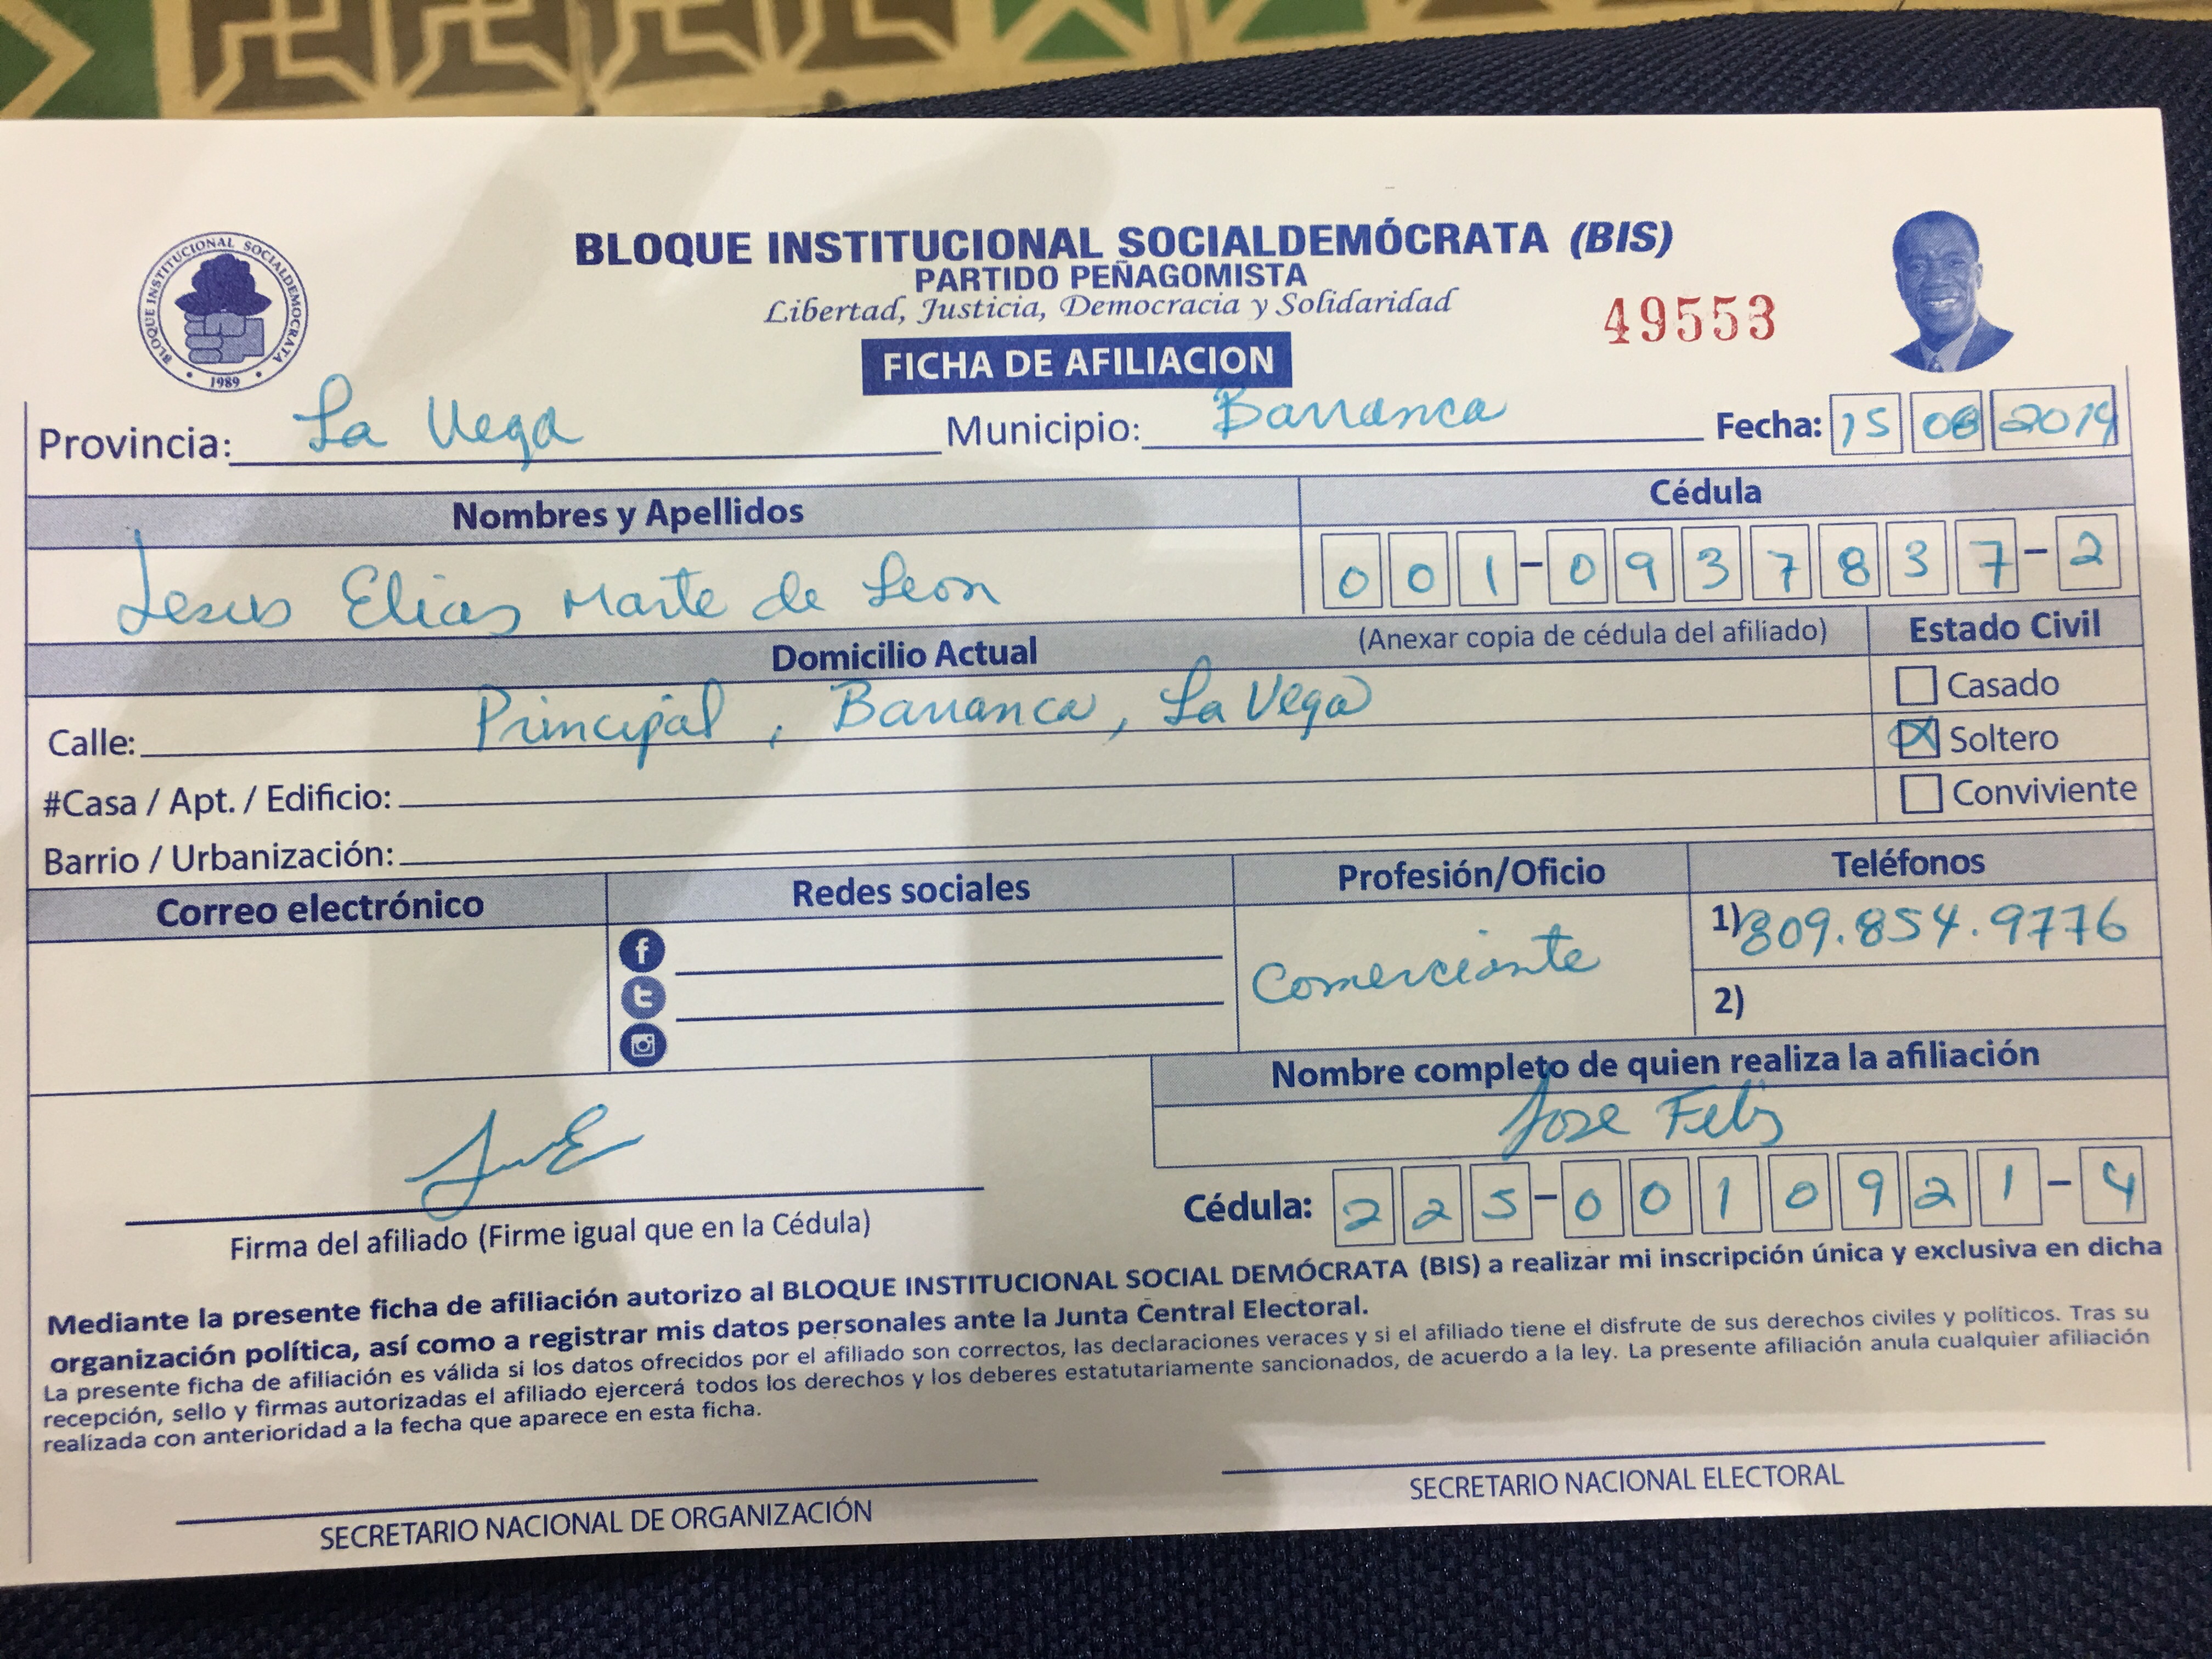 BLOQUE INSTITUCIONAL SOCIALDEMÓCRATA (BIS)
PARTIDO PEÑAGOMISTA
Libertad, Justicia, Democracia y Solidaridad
49553
BLOQUE INSTITUCIONAL SOCIALDEMOCRATA
1989
FICHA DE AFILIACION
Provincia: La Vega Municipio: Barranca Fecha: 15 08 2019
Nombres y Apellidos Cédula
Jesus Elias Marte de Leon 001-0937837-2
Domicilio Actual (Anexar copia de cédula del afiliado) Estado Civil
Calle: Principal, Barranca, La Vega
Casado
Soltero
#Casa / Apt. / Edificio: Conviviente
Barrio / Urbanización:
Correo electrónico Redes sociales Profesión/Oficio Teléfonos
Comerciante 1) 809.854.9776
2)
Nombre completo de quien realiza la afiliación
Jose Feliz
Cédula: 225-0010921-4
Firma del afiliado (Firme igual que en la Cédula)
Mediante la presente ficha de afiliación autorizo al BLOQUE INSTITUCIONAL SOCIAL DEMÓCRATA (BIS) a realizar mi inscripción única y exclusiva en dicha
organización política, así como a registrar mis datos personales ante la Junta Central Electoral.
La presente ficha de afiliación es válida si los datos ofrecidos por el afiliado son correctos, las declaraciones veraces y si el afiliado tiene el disfrute de sus derechos civiles y políticos. Tras su
recepción, sello y firmas autorizadas el afiliado ejercerá todos los derechos y los deberes estatutariamente sancionados, de acuerdo a la ley. La presente afiliación anula cualquier afiliación
realizada con anterioridad a la fecha que aparece en esta ficha.
SECRETARIO NACIONAL DE ORGANIZACIÓN SECRETARIO NACIONAL ELECTORAL